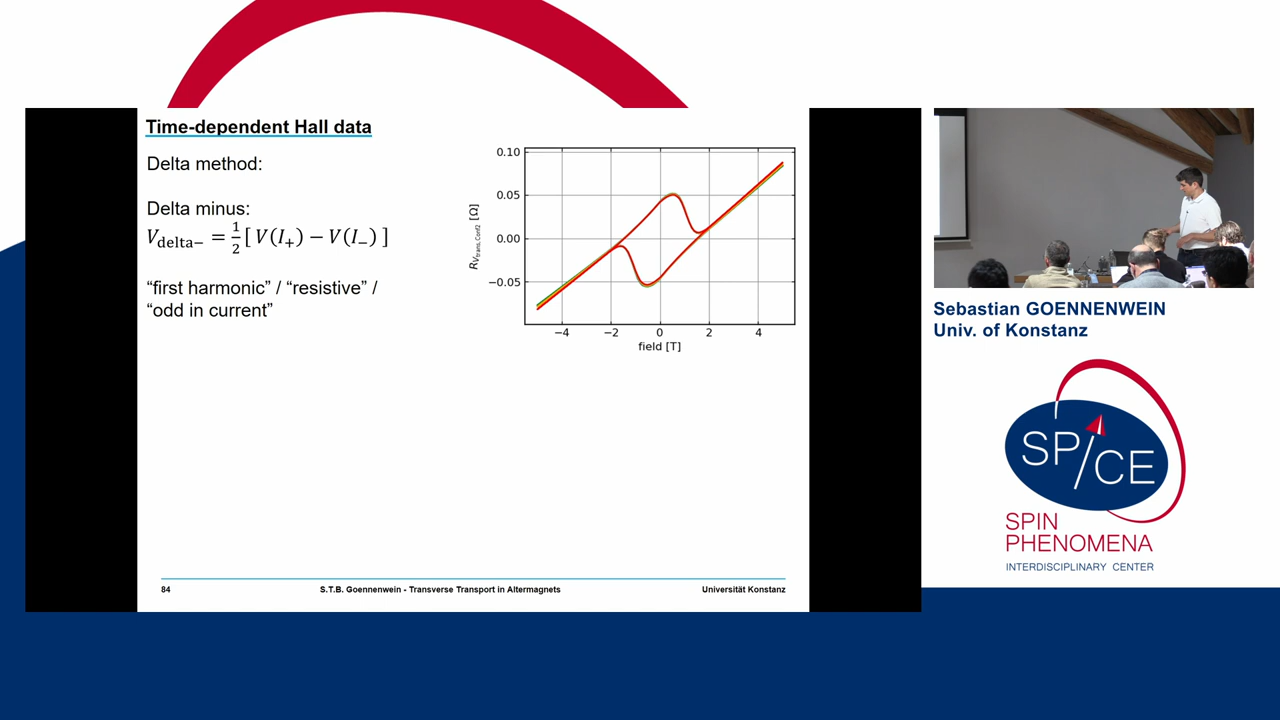 Time-dependent Hall data
Delta method:
Delta minus:
V_delta− = 1/2 [ V(I₊) − V(I₋) ]
“first harmonic” / “resistive” /
“odd in current”
R_Vtrans,Conf2 [Ω]
0.10
0.05
0.00
−0.05
−4
−2
0
2
4
field [T]
84
S.T.B. Goennenwein - Transverse Transport in Altermagnets
Universität Konstanz
Sebastian GOENNENWEIN
Univ. of Konstanz
SP/CE
SPIN
PHENOMENA
INTERDISCIPLINARY CENTER